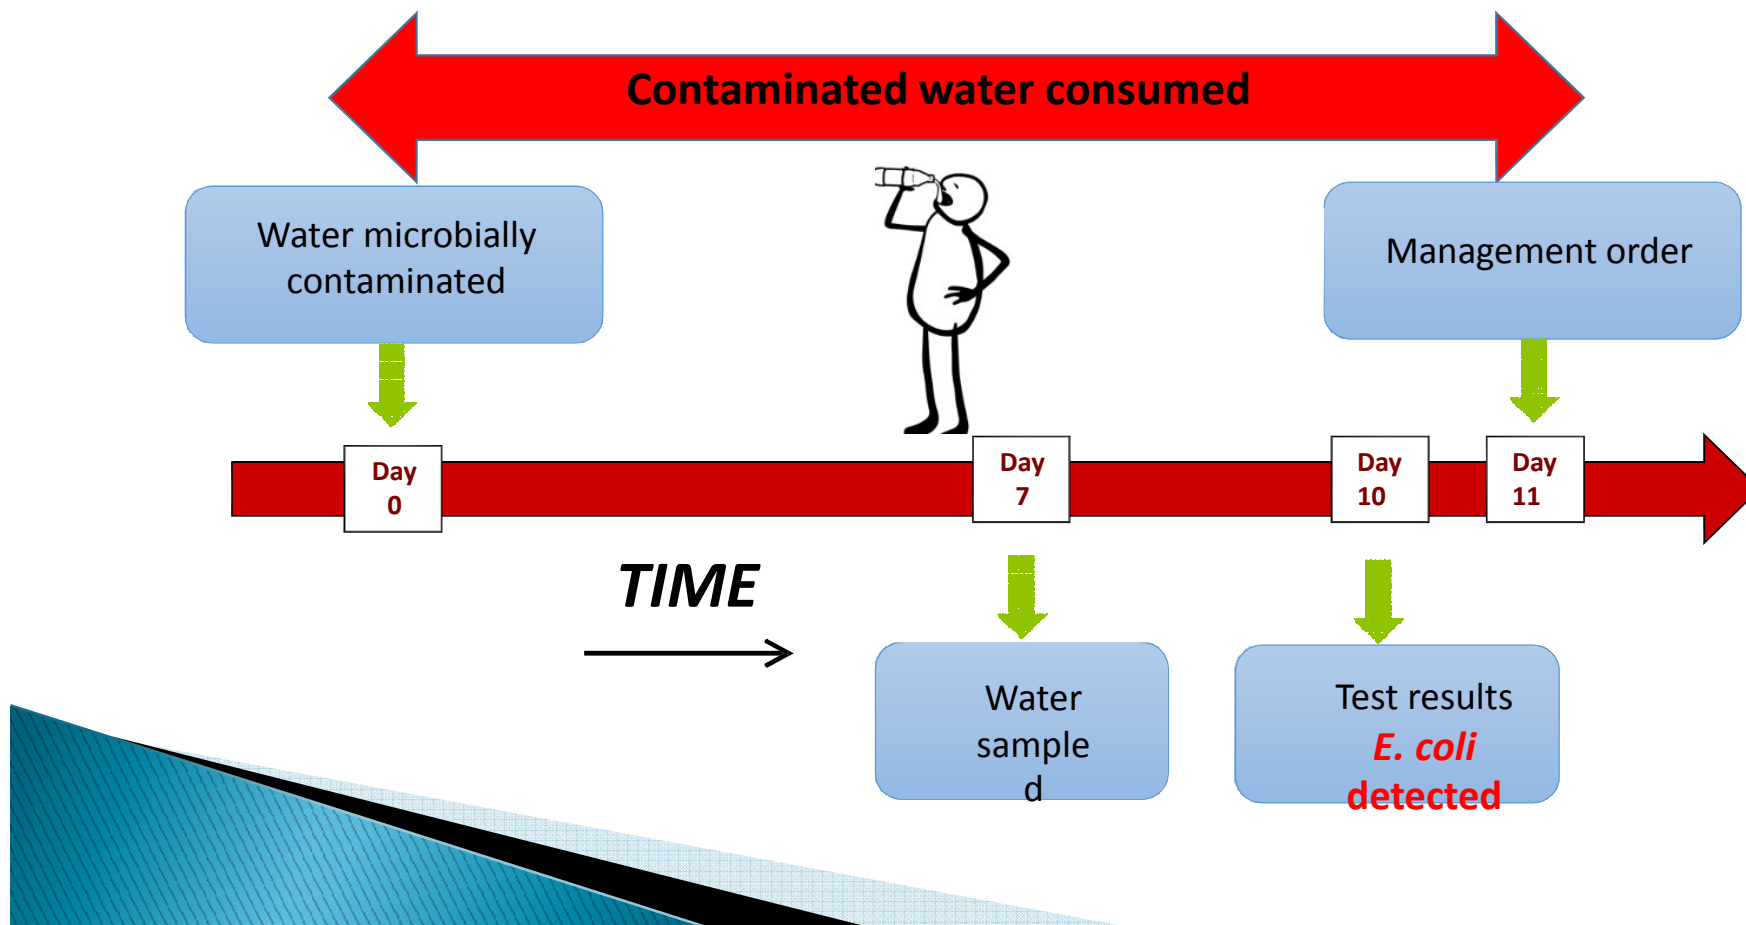 Contaminated water consumed
Water microbially
contaminated
Management order
Day
0
Day
7
Day
10
Day
11
TIME
Water
sample
d
Test results
E. coli
detected